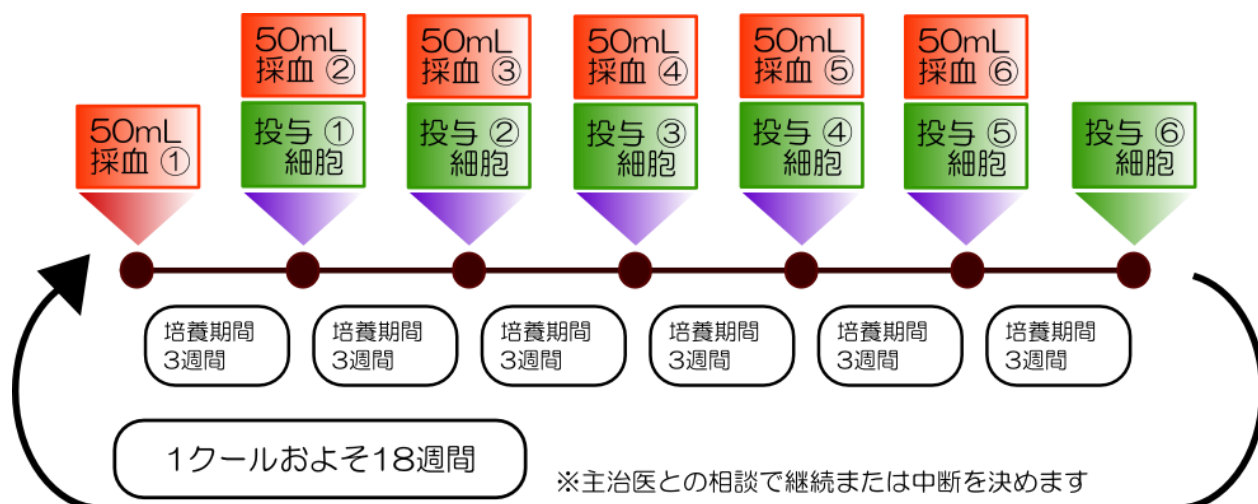 50mL
採血 ①
50mL
採血 ②
投与 ①
細胞
50mL
採血 ③
投与 ②
細胞
50mL
採血 ④
投与 ③
細胞
50mL
採血 ⑤
投与 ④
細胞
50mL
採血 ⑥
投与 ⑤
細胞
投与 ⑥
細胞
培養期間
3週間
培養期間
3週間
培養期間
3週間
培養期間
3週間
培養期間
3週間
培養期間
3週間
1クールおよそ18週間
※主治医との相談で継続または中断を決めます